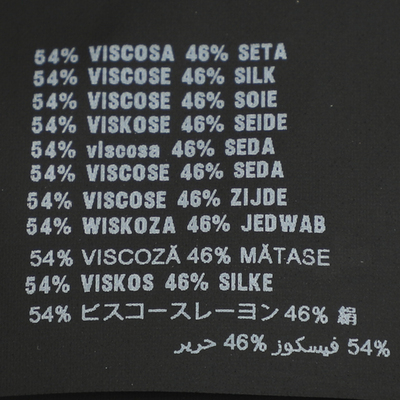 54% VISCOSA 46% SETA
54% VISCOSE 46% SILK
54% VISCOSE 46% SOIE
54% VISKOSE 46% SEIDE
54% viscosa 46% SEDA
54% VISCOSE 46% SEDA
54% VISCOSE 46% ZIJDE
54% WISKOZA 46% JEDWAB
54% VISCOZĂ 46% MĂTASE
54% VISKOS 46% SILKE
54% ビスコースレーヨン 46% 絹
54% فيسكوز 46% حرير